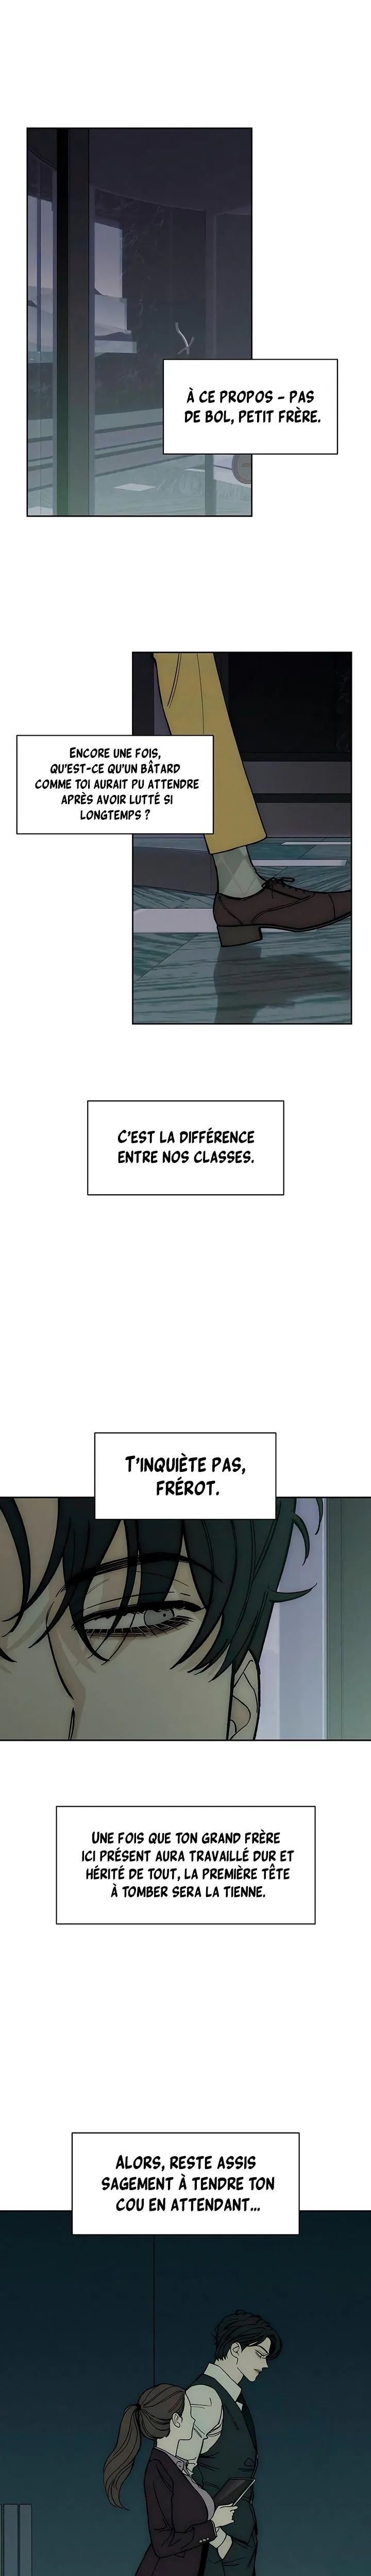 À CE PROPOS - PAS
DE BOL, PETIT FRÈRE.
ENCORE UNE FOIS,
QU'EST-CE QU'UN BÂTARD
COMME TOI AURAIT PU ATTENDRE
APRÈS AVOIR LUTTÉ SI
LONGTEMPS ?
C'EST LA DIFFÉRENCE
ENTRE NOS CLASSES.
T'INQUIÈTE PAS,
FRÉROT.
UNE FOIS QUE TON GRAND FRÈRE
ICI PRÉSENT AURA TRAVAILLÉ DUR ET
HÉRITÉ DE TOUT, LA PREMIÈRE TÊTE
À TOMBER SERA LA TIENNE.
ALORS, RESTE ASSIS
SAGEMENT À TENDRE TON
COU EN ATTENDANT...